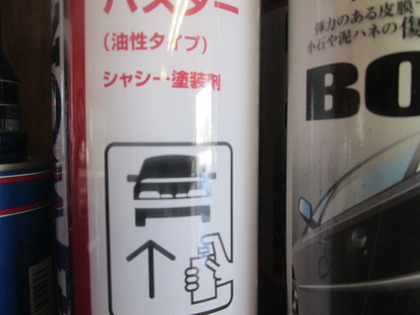 バスター
(油性タイプ)
シャシー塗装剤
弾力のある皮膜
小石や泥ハネの傷
BO